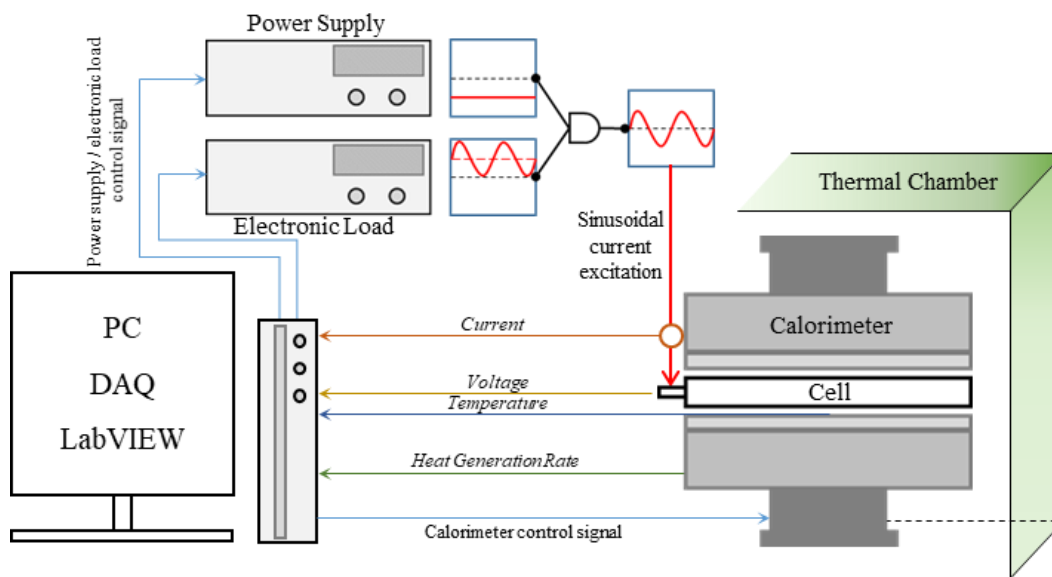 Power Supply
Power supply / electronic load
control signal
Electronic Load
Thermal Chamber
Sinusoidal
current
excitation
PC
DAQ
LabVIEW
Current
Calorimeter
Voltage
Cell
Temperature
Heat Generation Rate
Calorimeter control signal